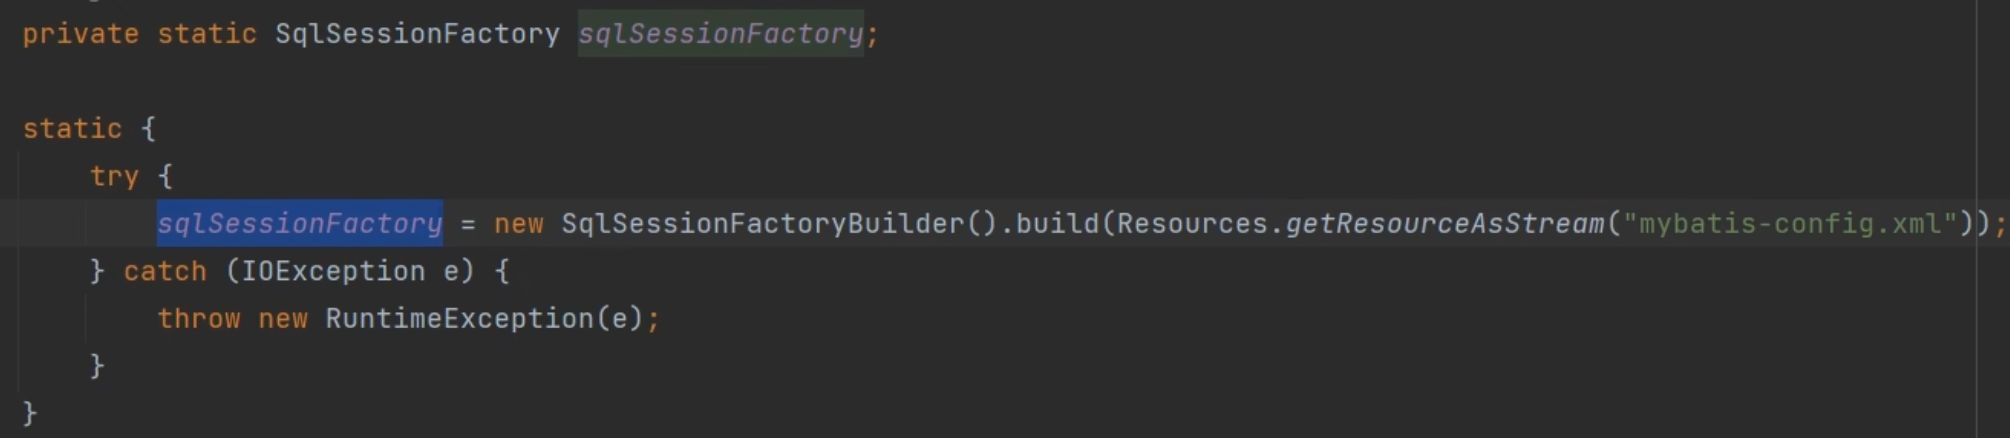 private static SqlSessionFactory sqlSessionFactory;
static {
try {
sqlSessionFactory = new SqlSessionFactoryBuilder().build(Resources.getResourceAsStream("mybatis-config.xml"));
} catch (IOException e) {
throw new RuntimeException(e);
}
}